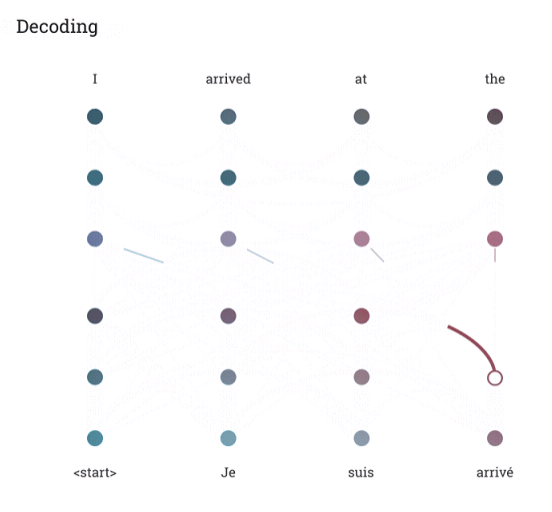 Decoding
I arrived at the
<start> Je suis arrivé